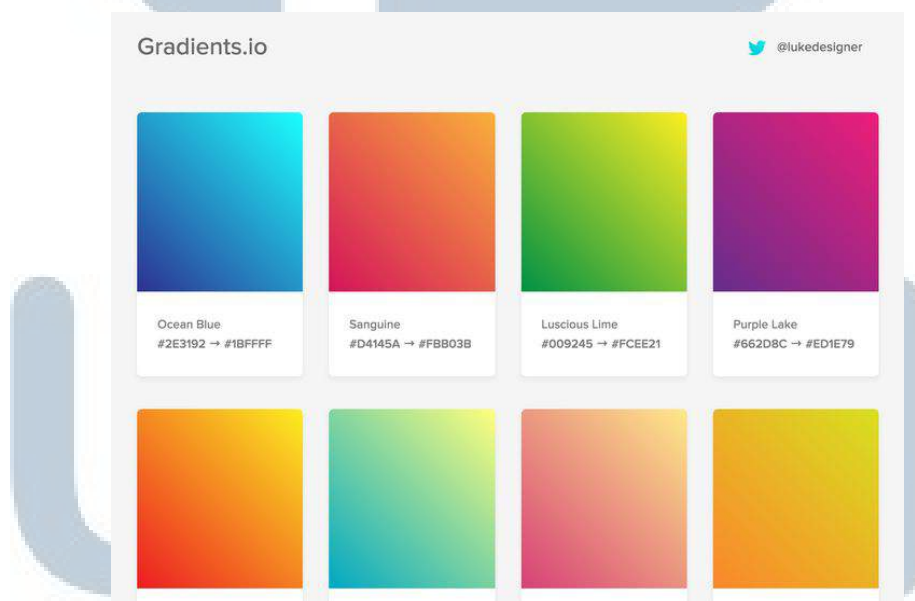 Gradients.io
@lukedesigner
Ocean Blue
#2E3192 → #1BFFFF
Sanguine
#D4145A → #FBB03B
Luscious Lime
#009245 → #FCEE21
Purple Lake
#662D8C → #ED1E79